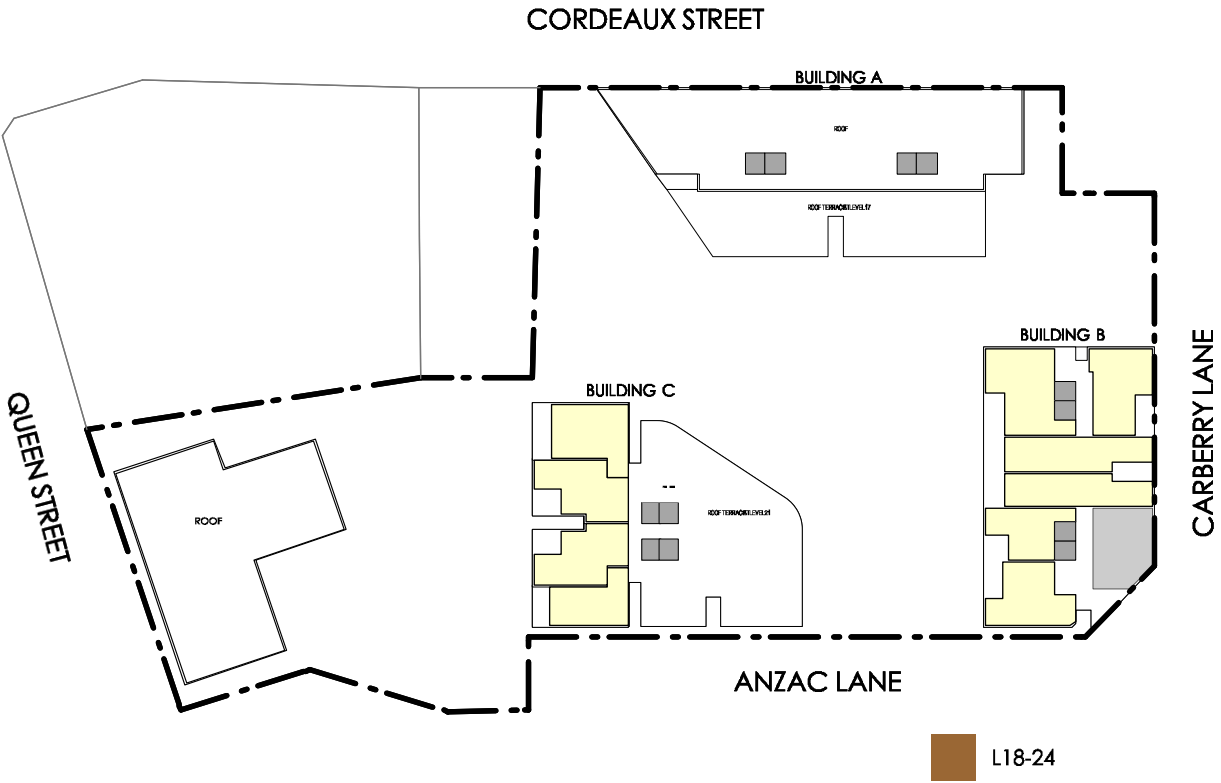 CORDEAUX STREET
BUILDING A
ROOF
BUILDING B
BUILDING C
CARBERRY LANE
QUEEN STREET
ROOF
ANZAC LANE
L18-24